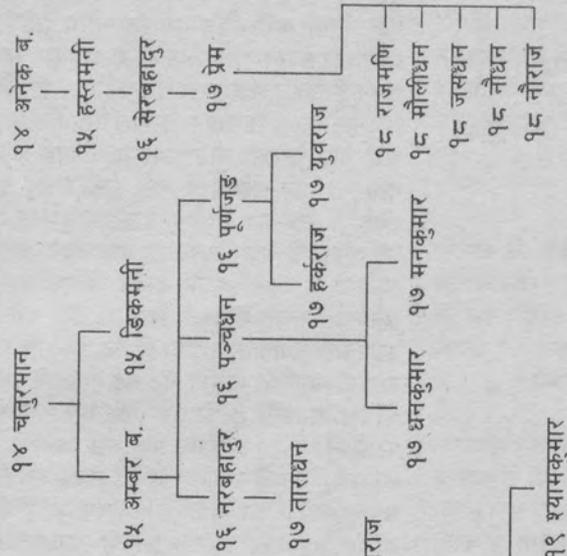 १४ चतुरमान
१४ अनेक ब.
१५ अम्बर ब.
१५ डिकमनी
१५ हस्तमनी
१६ नरबहादुर
१६ पञ्चधन
१६ पूर्णजङ
१६ सेरबहादुर
१७ ताराधन
१७ हर्कराज
१७ युवराज
१७ प्रेम
राज
१७ धनकुमार
१७ मनकुमार
१८ राजमणि
१८ मौलीधन
१८ जसधन
१८ नौधन
१८ नौराज
१९ श्यामकुमार